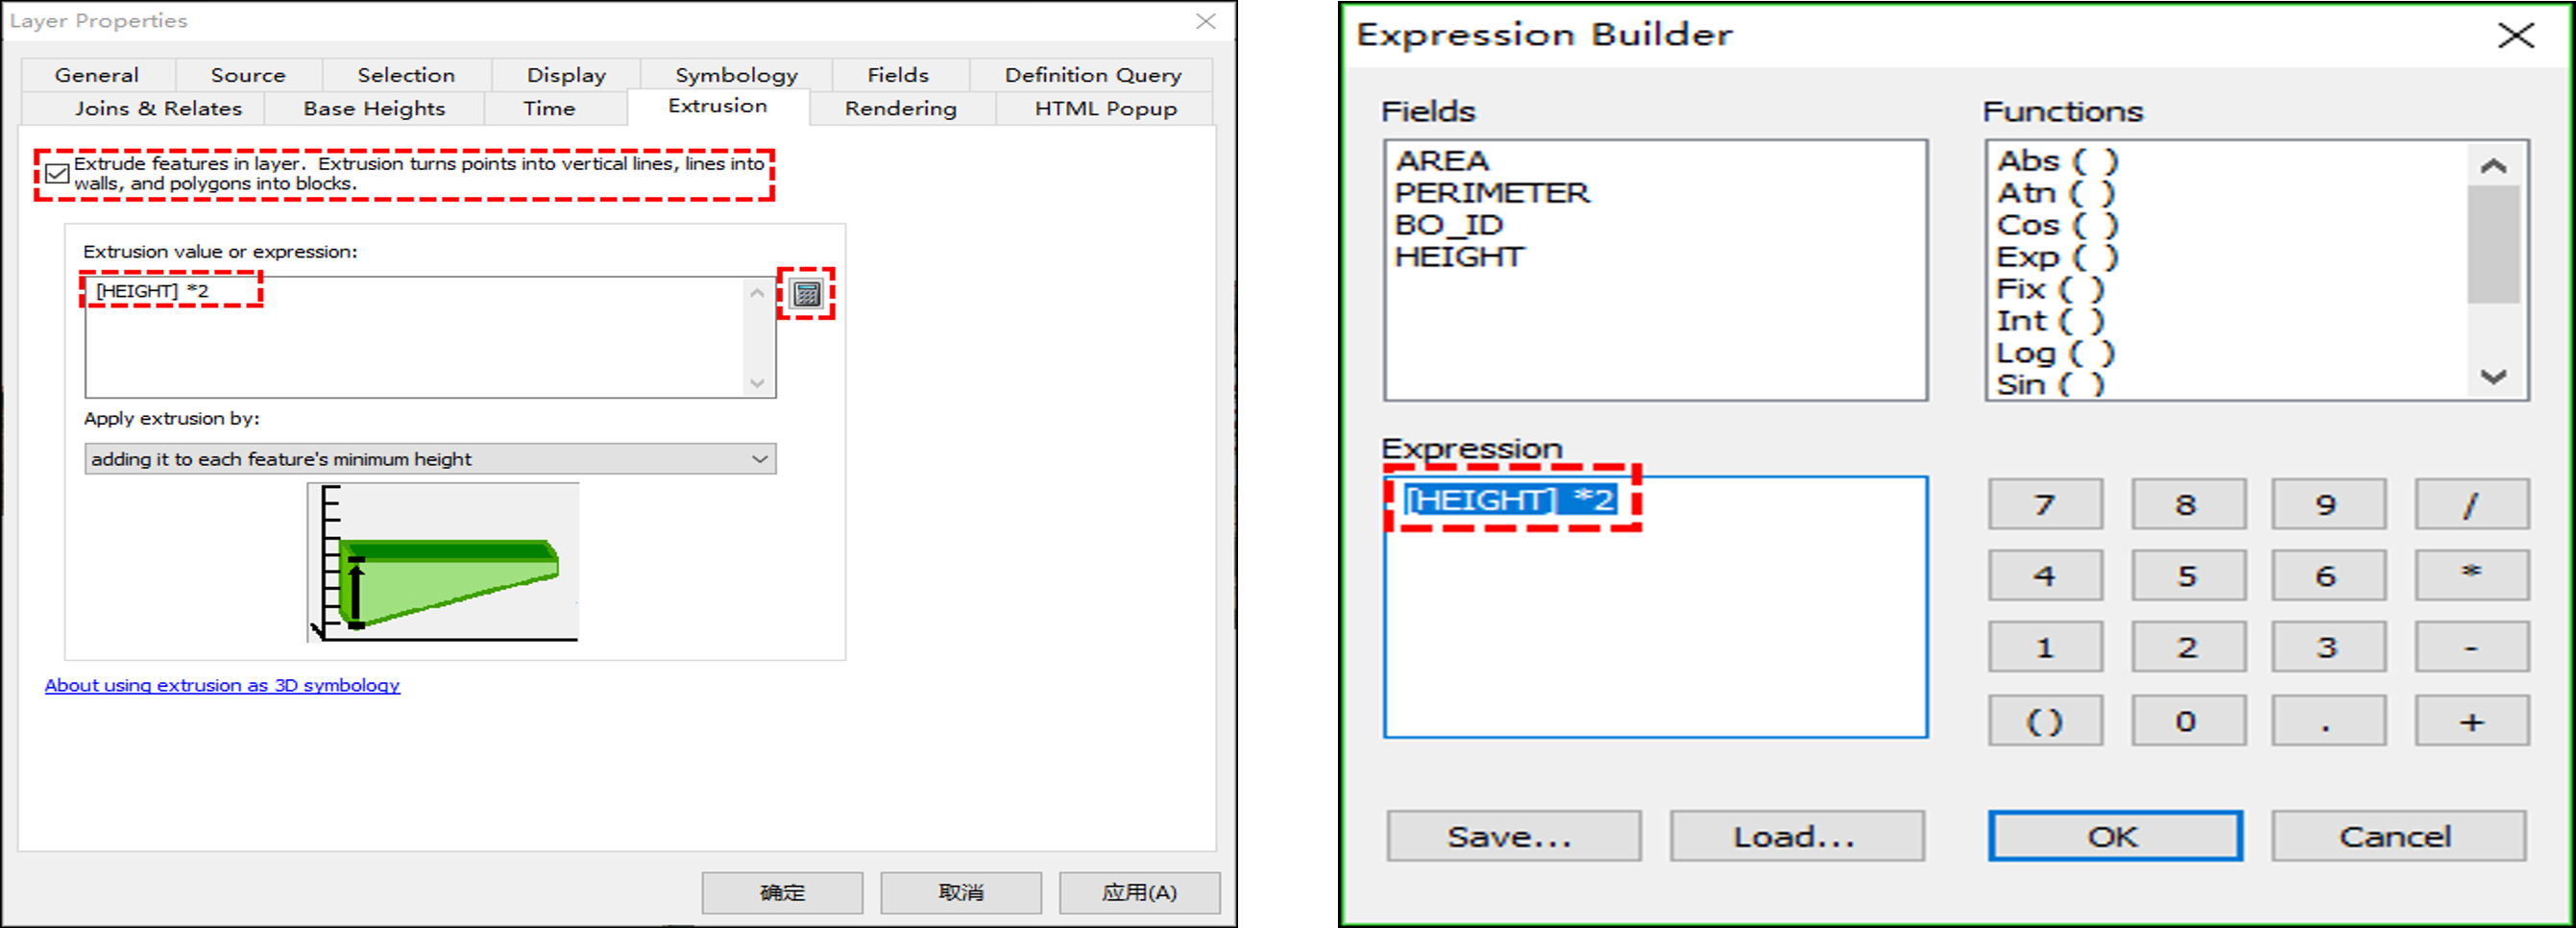 Layer Properties
General Source Selection Display Symbology Fields Definition Query
Joins & Relates Base Heights Time Extrusion Rendering HTML Popup
Extrude features in layer. Extrusion turns points into vertical lines, lines into
walls, and polygons into blocks.
Extrusion value or expression:
[HEIGHT] *2
Apply extrusion by:
adding it to each feature's minimum height
About using extrusion as 3D symbology
确定 取消 应用(A)
Expression Builder
Fields
AREA
PERIMETER
BO_ID
HEIGHT
Functions
Abs ( )
Atn ( )
Cos ( )
Exp ( )
Fix ( )
Int ( )
Log ( )
Sin ( )
Expression
[HEIGHT] *2
7 8 9 /
4 5 6 *
1 2 3 -
( ) 0 . +
Save... Load... OK Cancel